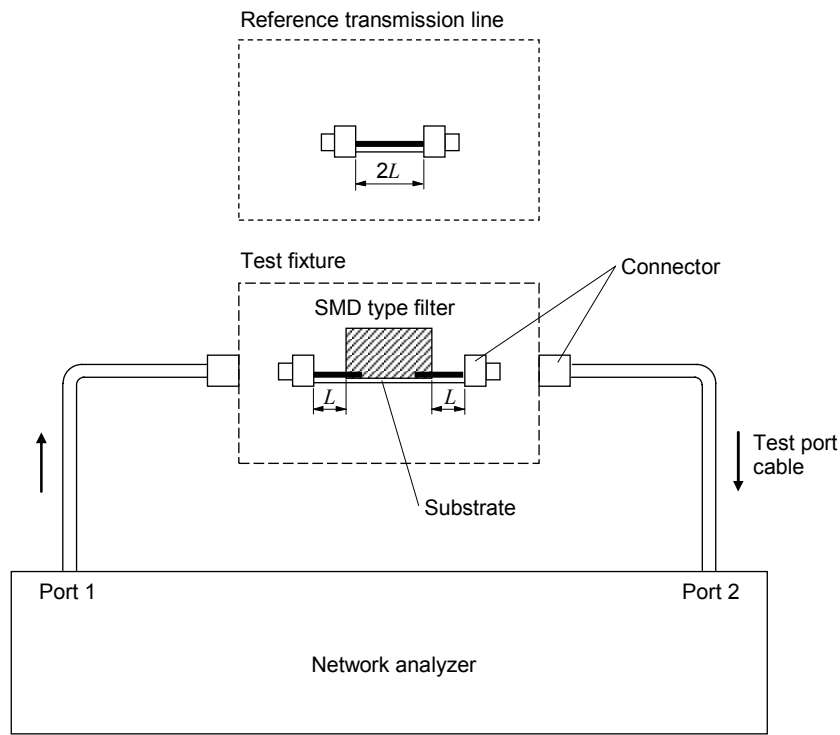 Reference transmission line
2L
Test fixture
Connector
SMD type filter
L
L
Test port
cable
Substrate
Port 1
Port 2
Network analyzer